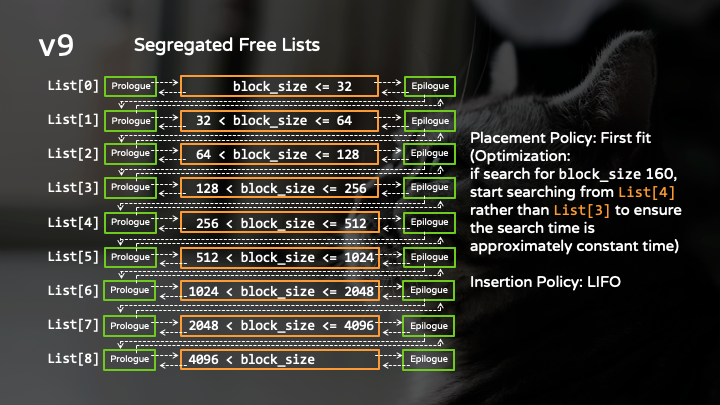 v9
Segregated Free Lists
List[0] Prologue block_size <= 32 Epilogue
List[1] Prologue 32 < block_size <= 64 Epilogue
List[2] Prologue 64 < block_size <= 128 Epilogue
List[3] Prologue 128 < block_size <= 256 Epilogue
List[4] Prologue 256 < block_size <= 512 Epilogue
List[5] Prologue 512 < block_size <= 1024 Epilogue
List[6] Prologue 1024 < block_size <= 2048 Epilogue
List[7] Prologue 2048 < block_size <= 4096 Epilogue
List[8] Prologue 4096 < block_size Epilogue
Placement Policy: First fit
(Optimization:
if search for block_size 160,
start searching from List[4]
rather than List[3] to ensure
the search time is
approximately constant time)
Insertion Policy: LIFO